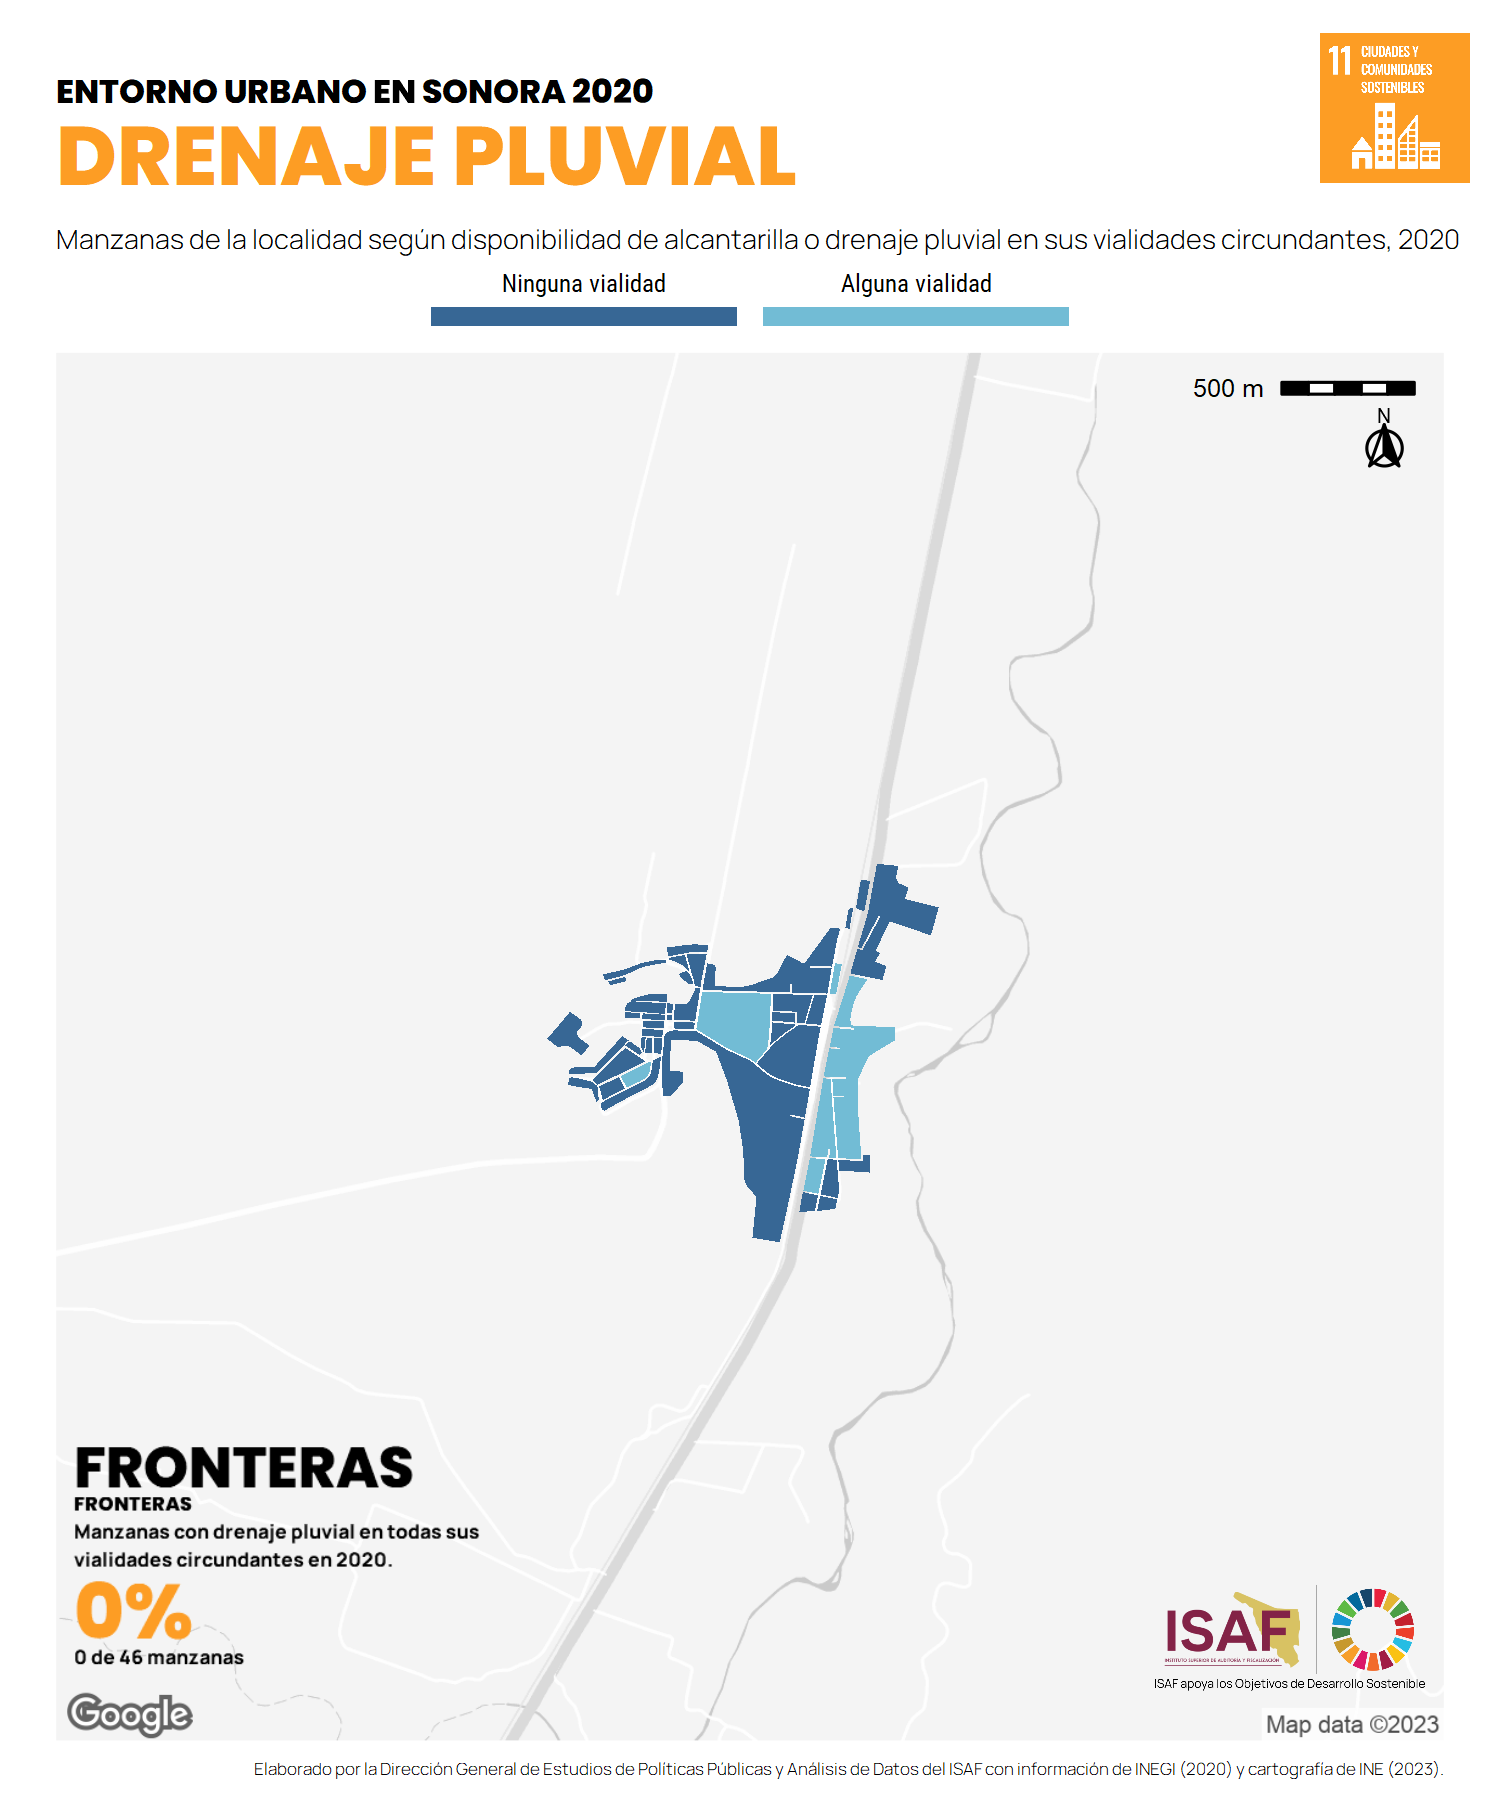 ENTORNO URBANO EN SONORA 2020
DRENAJE PLUVIAL
11 CIUDADES Y
COMUNIDADES
SOSTENIBLES
Manzanas de la localidad según disponibilidad de alcantarilla o drenaje pluvial en sus vialidades circundantes, 2020
Ninguna vialidad
Alguna vialidad
500 m
N
FRONTERAS
FRONTERAS
Manzanas con drenaje pluvial en todas sus
vialidades circundantes en 2020.
0%
0 de 46 manzanas
Google
ISAF
INSTITUTO SUPERIOR DE AUDITORÍA Y FISCALIZACIÓN
ISAF apoya los Objetivos de Desarrollo Sostenible
Map data ©2023
Elaborado por la Dirección General de Estudios de Políticas Públicas y Análisis de Datos del ISAF con información de INEGI (2020) y cartografía de INE (2023).